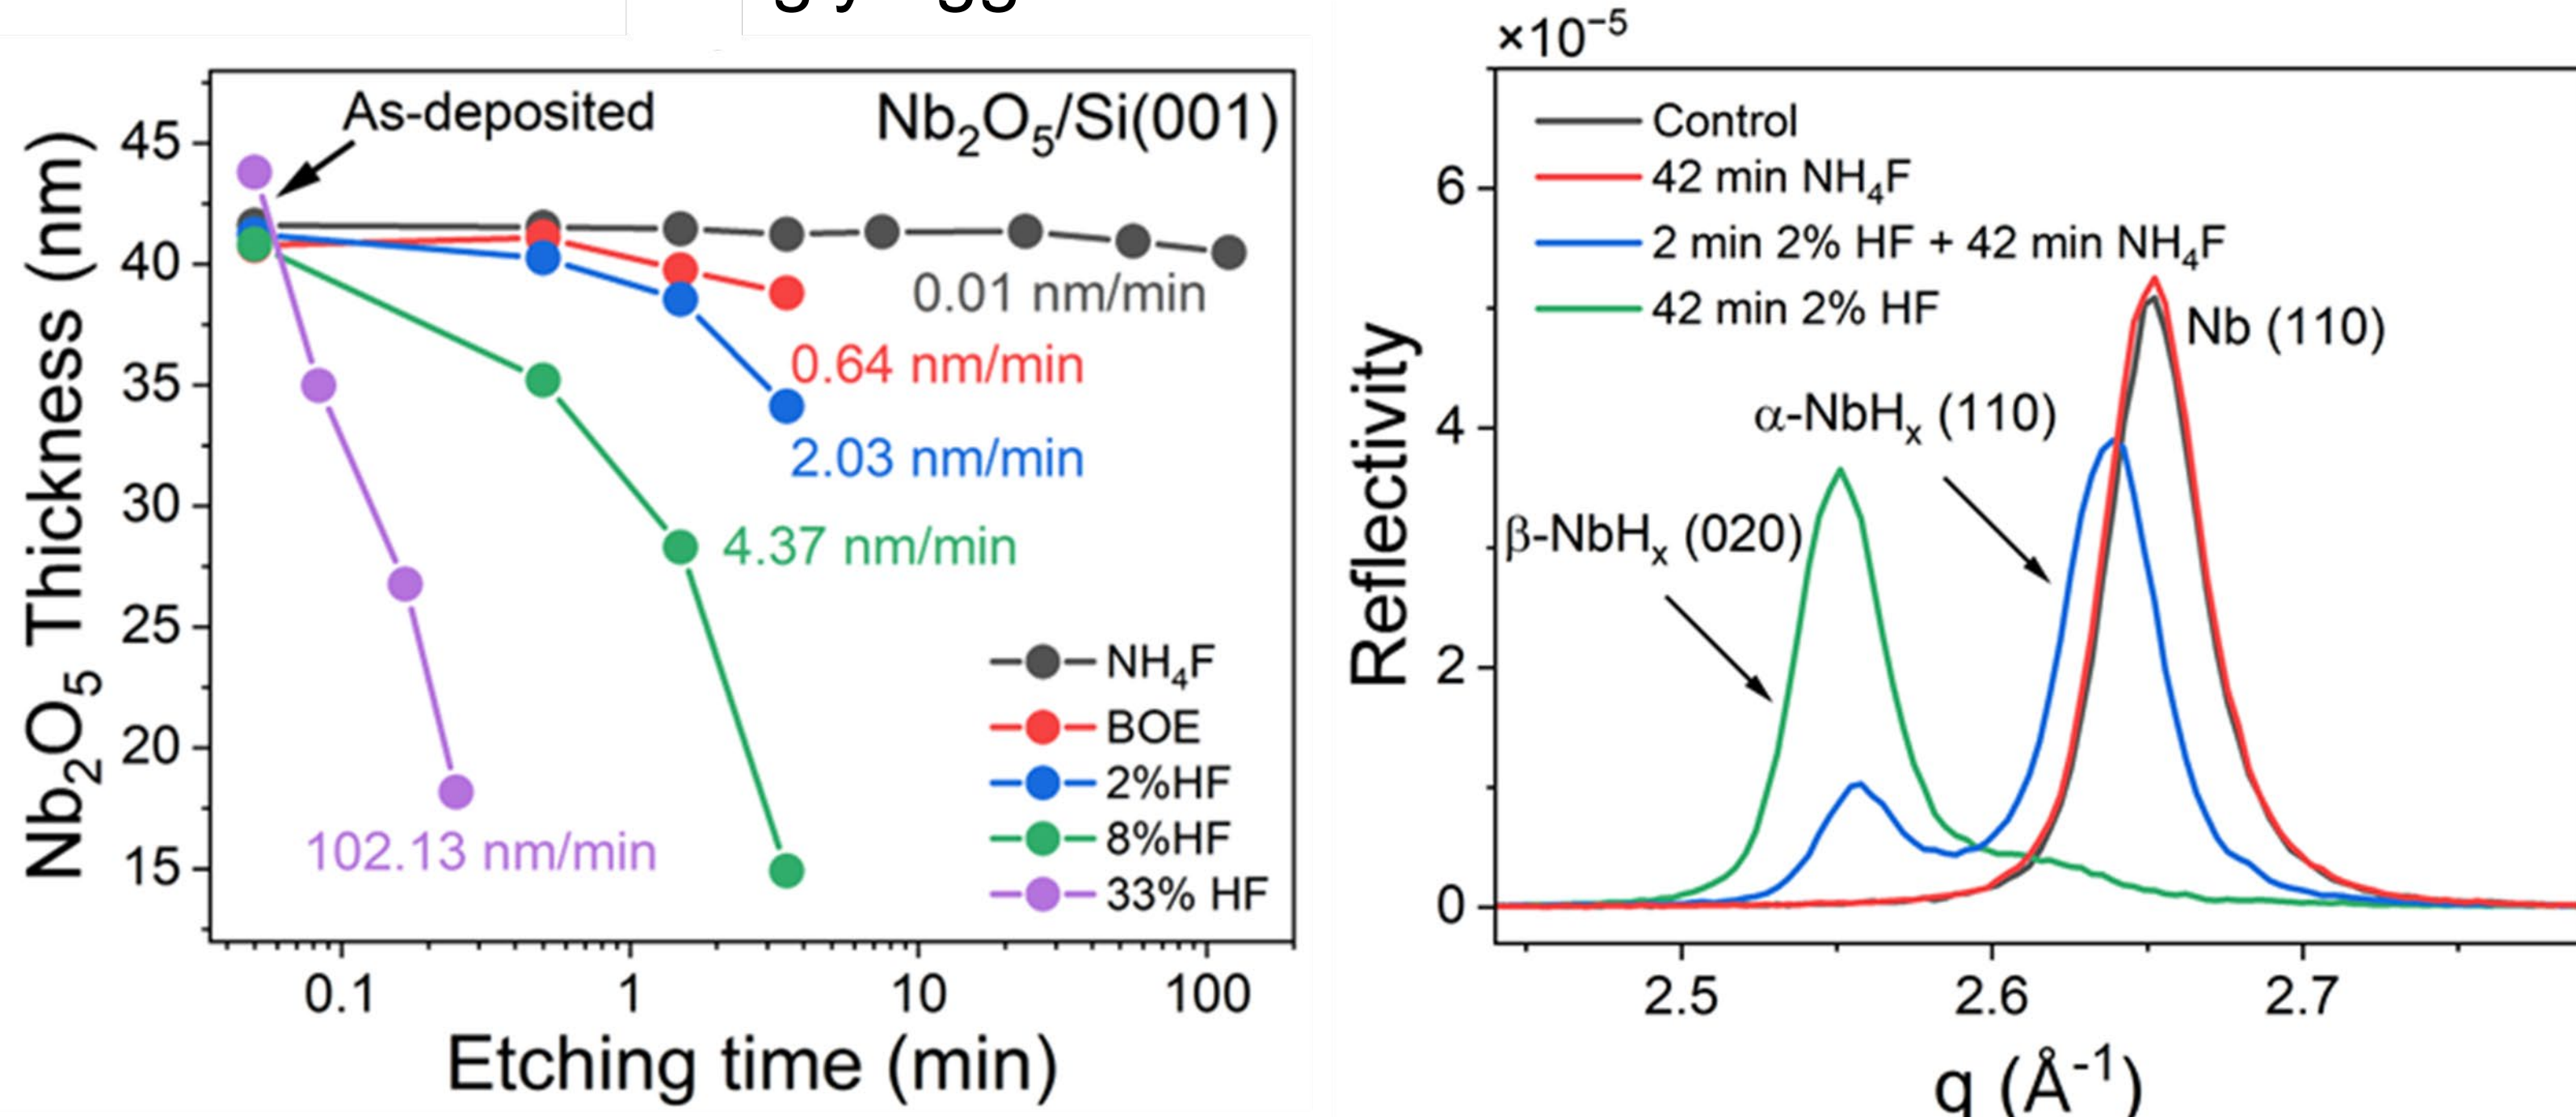 Nb₂O₅ Thickness (nm)
45
40
35
30
25
20
15
As-deposited
Nb₂O₅/Si(001)
0.01 nm/min
0.64 nm/min
2.03 nm/min
4.37 nm/min
102.13 nm/min
NH₄F
BOE
2%HF
8%HF
33% HF
0.1
1
10
100
Etching time (min)
×10⁻⁵
Reflectivity
6
4
2
0
Control
42 min NH₄F
2 min 2% HF + 42 min NH₄F
42 min 2% HF
Nb (110)
α-NbHₓ (110)
β-NbHₓ (020)
2.5
2.6
2.7
q (Å⁻¹)